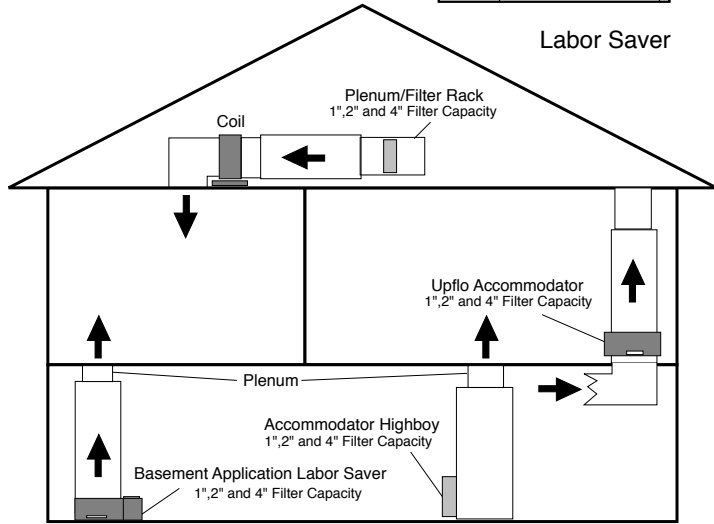 Labor Saver
Plenum/Filter Rack
1",2" and 4" Filter Capacity
Coil
Upflo Accommodator
1",2" and 4" Filter Capacity
Plenum
Accommodator Highboy
1",2" and 4" Filter Capacity
Basement Application Labor Saver
1",2" and 4" Filter Capacity